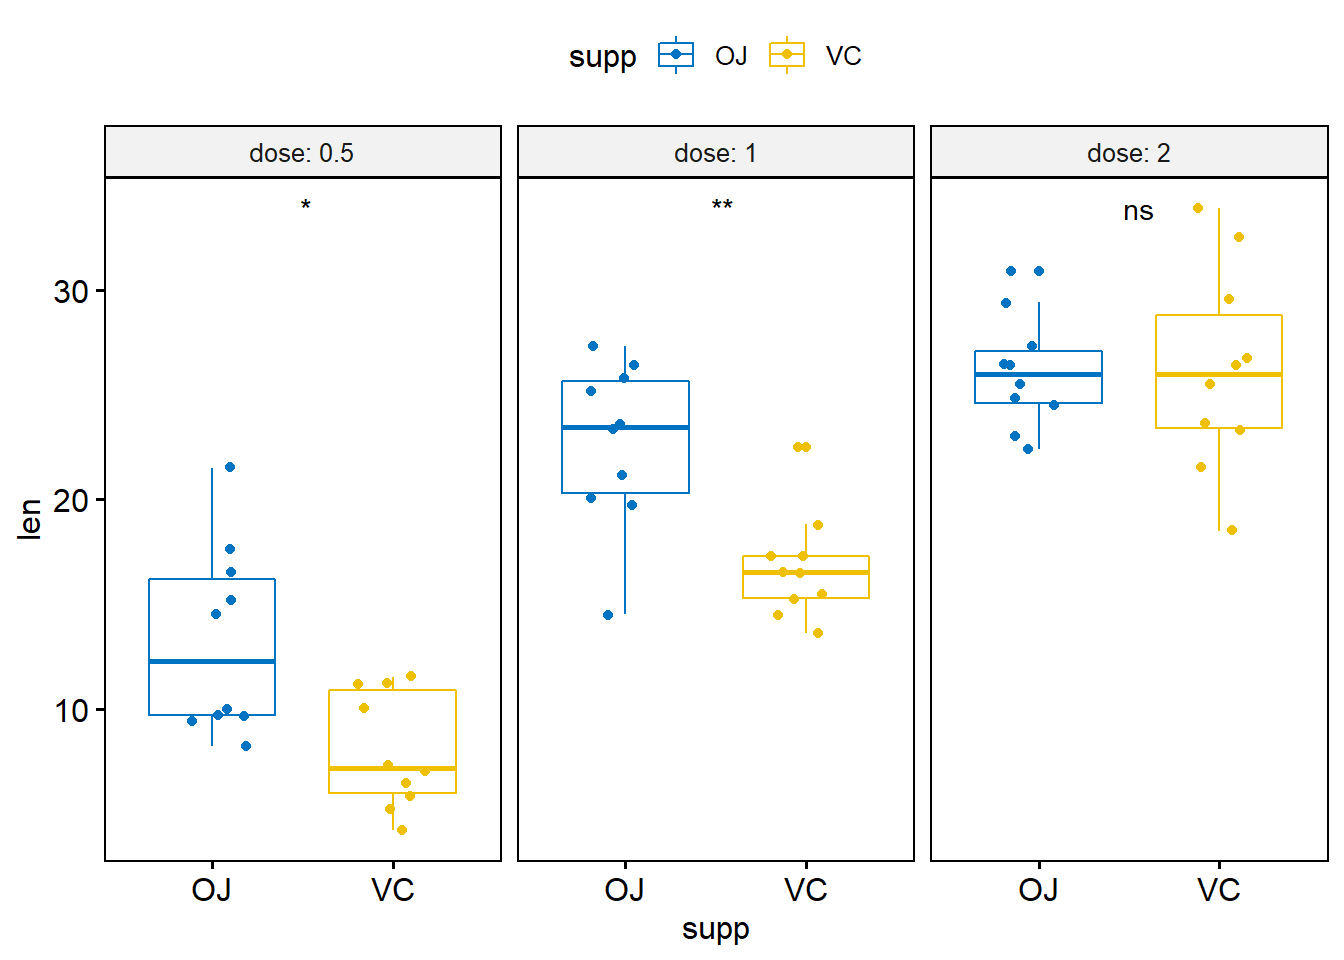 supp OJ VC
dose: 0.5 dose: 1 dose: 2
* ** ns
30
20
10
len
OJ VC OJ VC OJ VC
supp